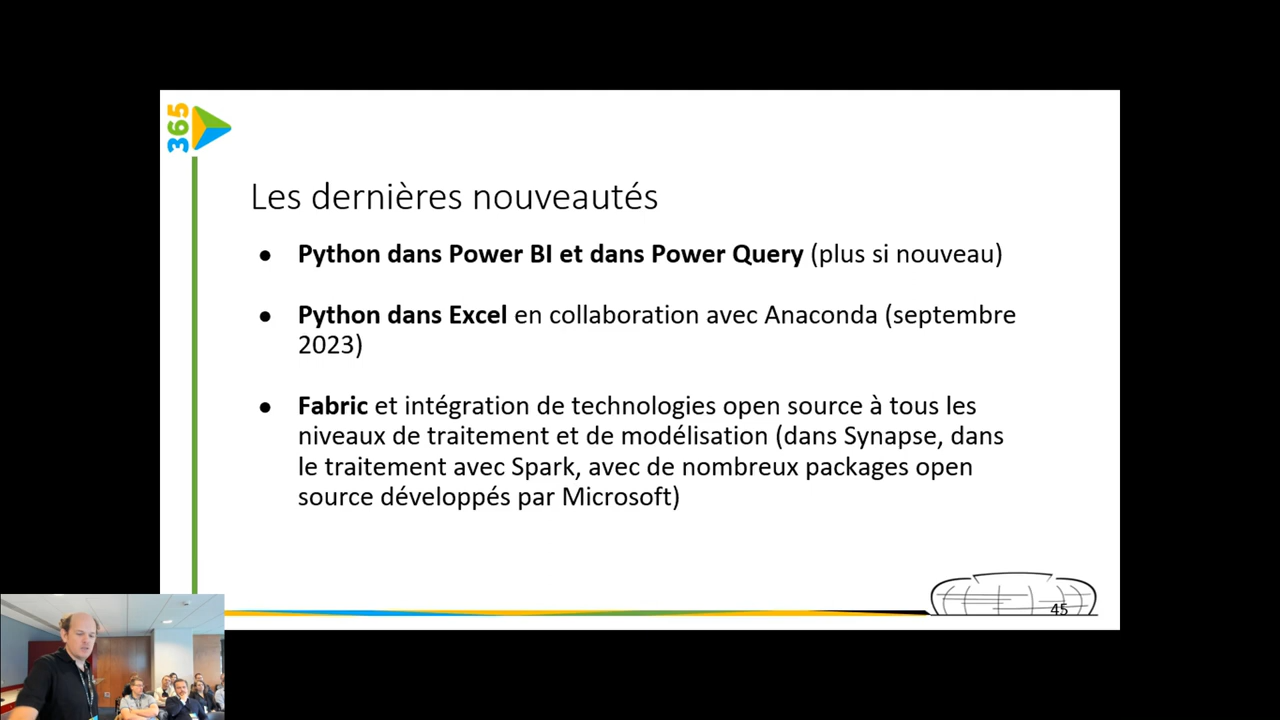 365
Les dernières nouveautés
● Python dans Power BI et dans Power Query (plus si nouveau)
● Python dans Excel en collaboration avec Anaconda (septembre
2023)
● Fabric et intégration de technologies open source à tous les
niveaux de traitement et de modélisation (dans Synapse, dans
le traitement avec Spark, avec de nombreux packages open
source développés par Microsoft)
45